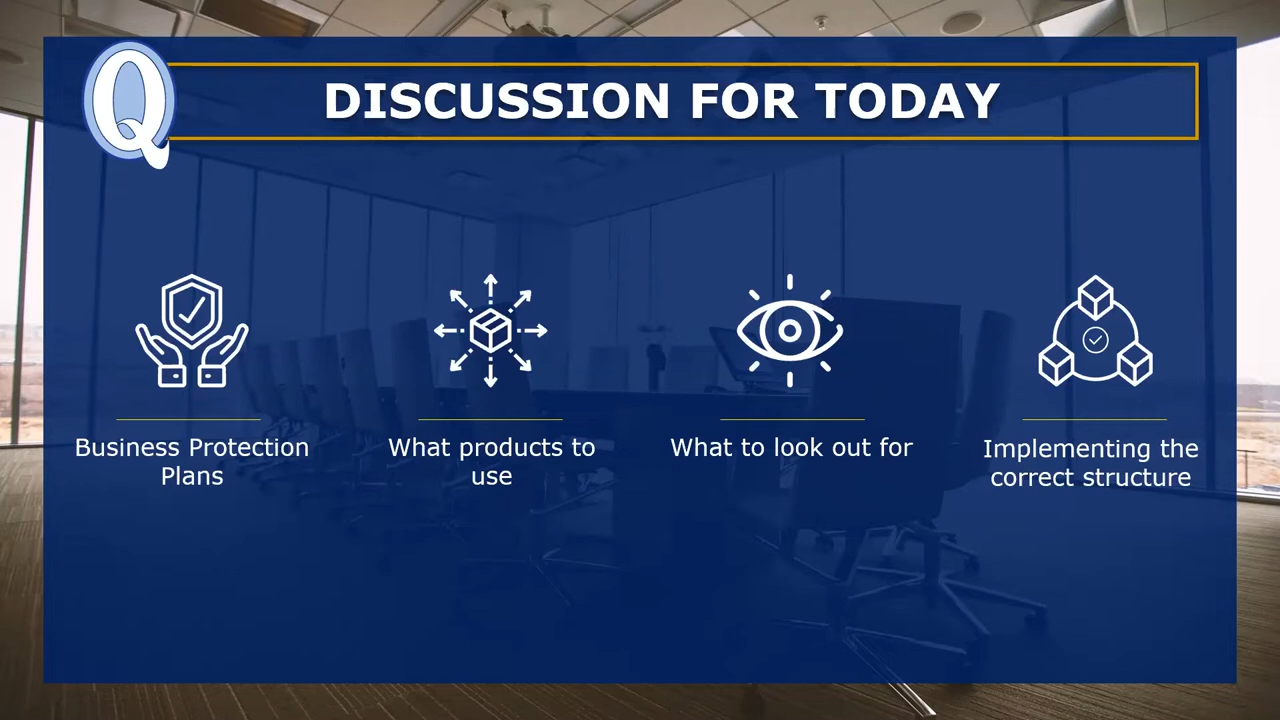 Q
DISCUSSION FOR TODAY
Business Protection
Plans
What products to
use
What to look out for
Implementing the
correct structure